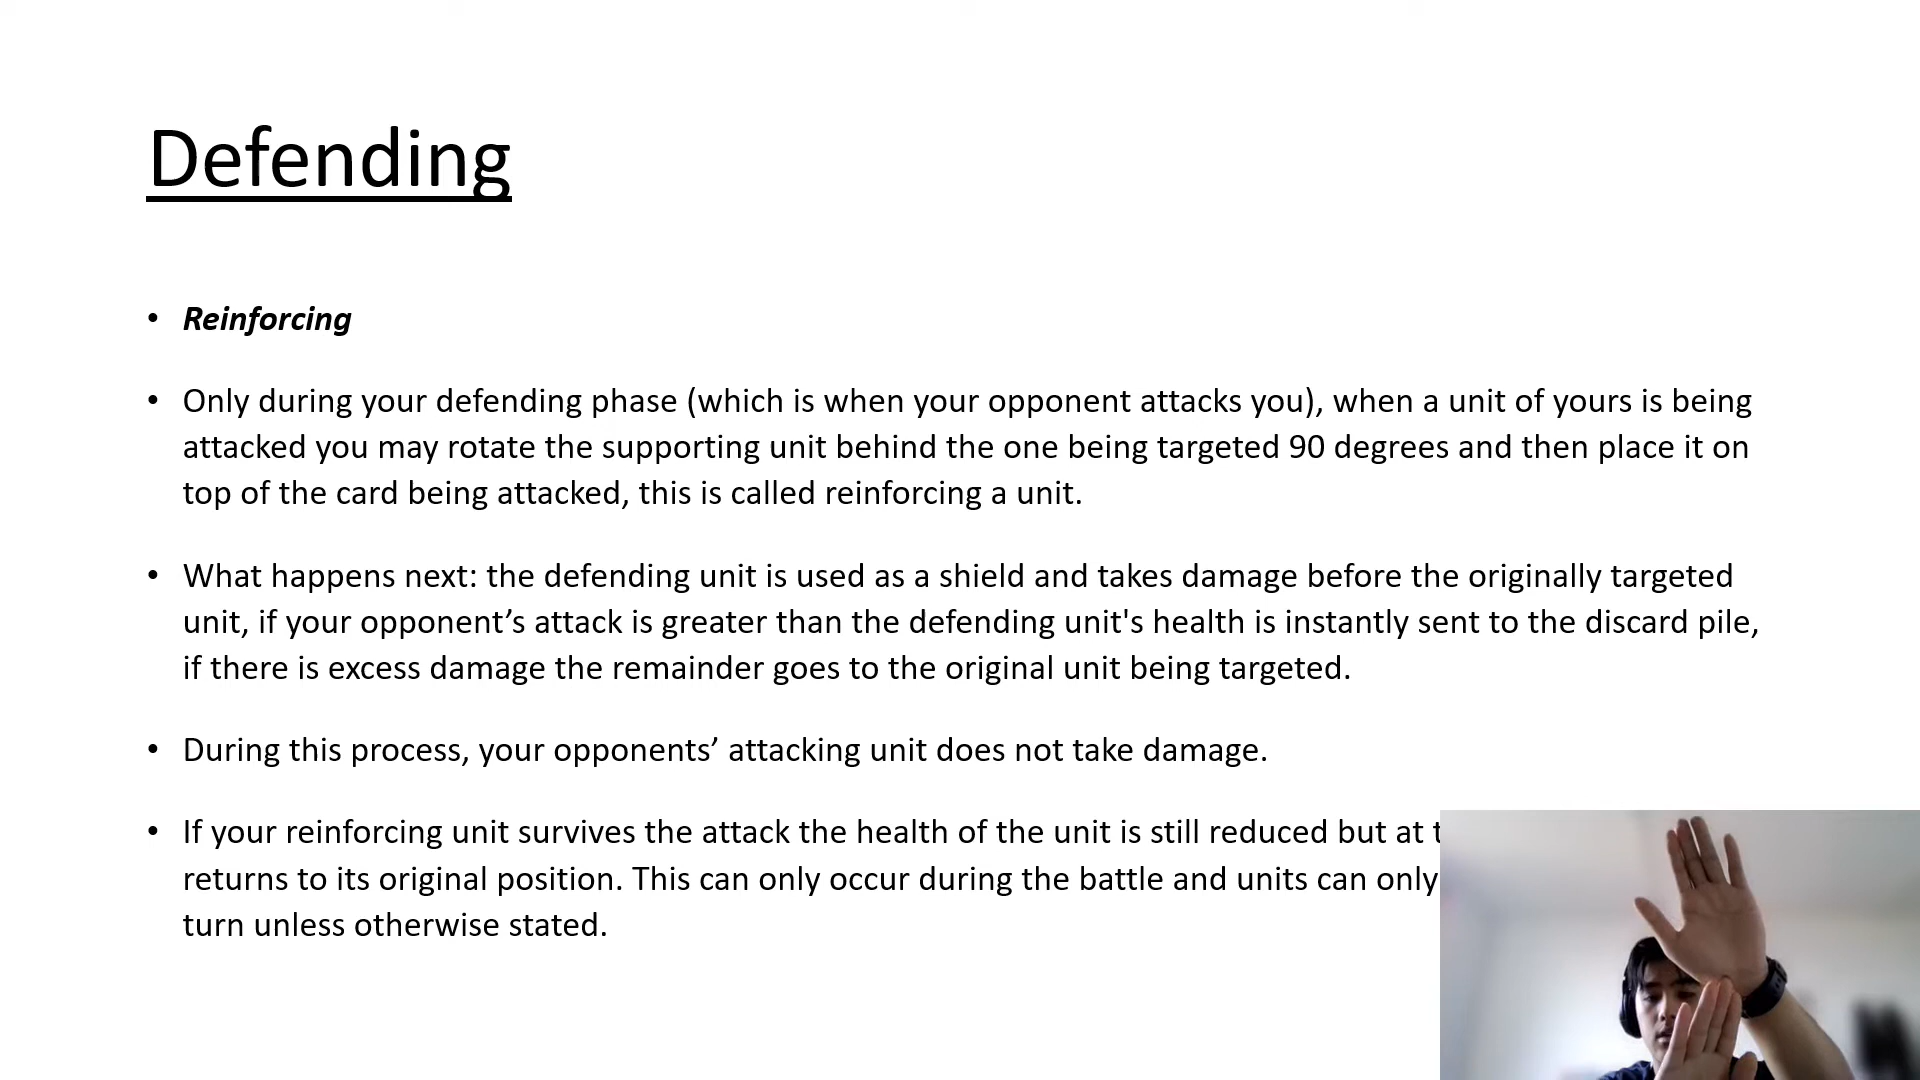 Defending
• Reinforcing
• Only during your defending phase (which is when your opponent attacks you), when a unit of yours is being
attacked you may rotate the supporting unit behind the one being targeted 90 degrees and then place it on
top of the card being attacked, this is called reinforcing a unit.
• What happens next: the defending unit is used as a shield and takes damage before the originally targeted
unit, if your opponent’s attack is greater than the defending unit's health is instantly sent to the discard pile,
if there is excess damage the remainder goes to the original unit being targeted.
• During this process, your opponents’ attacking unit does not take damage.
• If your reinforcing unit survives the attack the health of the unit is still reduced but at
returns to its original position. This can only occur during the battle and units can only
turn unless otherwise stated.